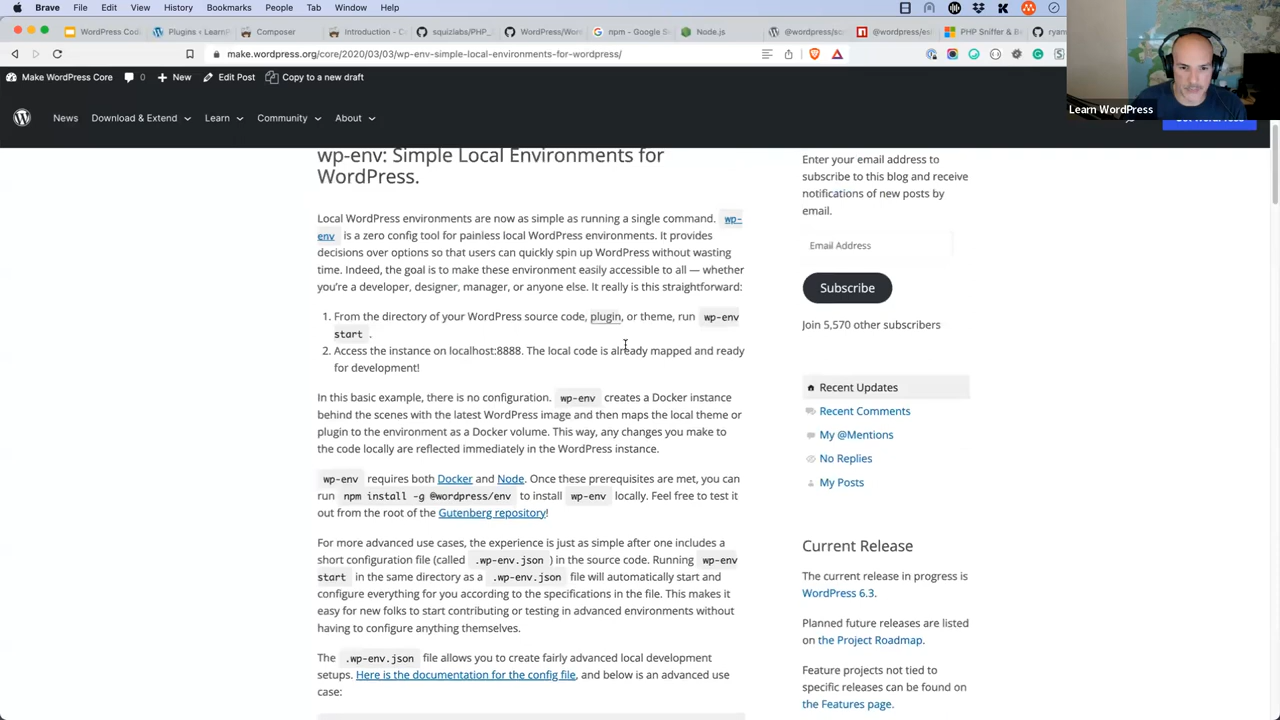 Brave File Edit View History Bookmarks People Tab Window Help
WordPress Cod
Plugins ‹ LearnP
Composer
Introduction - C
squizlabs/PHP_
WordPress/Wor
npm - Google S
Node.js
@wordpress/scr
@wordpress/es
PHP Sniffer & B
ryan
make.wordpress.org/core/2020/03/03/wp-env-simple-local-environments-for-wordpress/
Make WordPress Core 0 New Edit Post Copy to a new draft
Learn WordPress
News Download & Extend Learn Community About
wp-env: Simple Local Environments for
WordPress.
Local WordPress environments are now as simple as running a single command. wp-
env is a zero config tool for painless local WordPress environments. It provides
decisions over options so that users can quickly spin up WordPress without wasting
time. Indeed, the goal is to make these environment easily accessible to all — whether
you're a developer, designer, manager, or anyone else. It really is this straightforward:
1. From the directory of your WordPress source code, plugin, or theme, run wp-env
start .
2. Access the instance on localhost:8888. The local code is already mapped and ready
for development!
In this basic example, there is no configuration. wp-env creates a Docker instance
behind the scenes with the latest WordPress image and then maps the local theme or
plugin to the environment as a Docker volume. This way, any changes you make to
the code locally are reflected immediately in the WordPress instance.
wp-env requires both Docker and Node. Once these prerequisites are met, you can
run npm install -g @wordpress/env to install wp-env locally. Feel free to test it
out from the root of the Gutenberg repository!
For more advanced use cases, the experience is just as simple after one includes a
short configuration file (called .wp-env.json ) in the source code. Running wp-env
start in the same directory as a .wp-env.json file will automatically start and
configure everything for you according to the specifications in the file. This makes it
easy for new folks to start contributing or testing in advanced environments without
having to configure anything themselves.
The .wp-env.json file allows you to create fairly advanced local development
setups. Here is the documentation for the config file, and below is an advanced use
case:
Enter your email address to
subscribe to this blog and receive
notifications of new posts by
email.
Email Address
Subscribe
Join 5,570 other subscribers
Recent Updates
Recent Comments
My @Mentions
No Replies
My Posts
Current Release
The current release in progress is
WordPress 6.3.
Planned future releases are listed
on the Project Roadmap.
Feature projects not tied to
specific releases can be found on
the Features page.